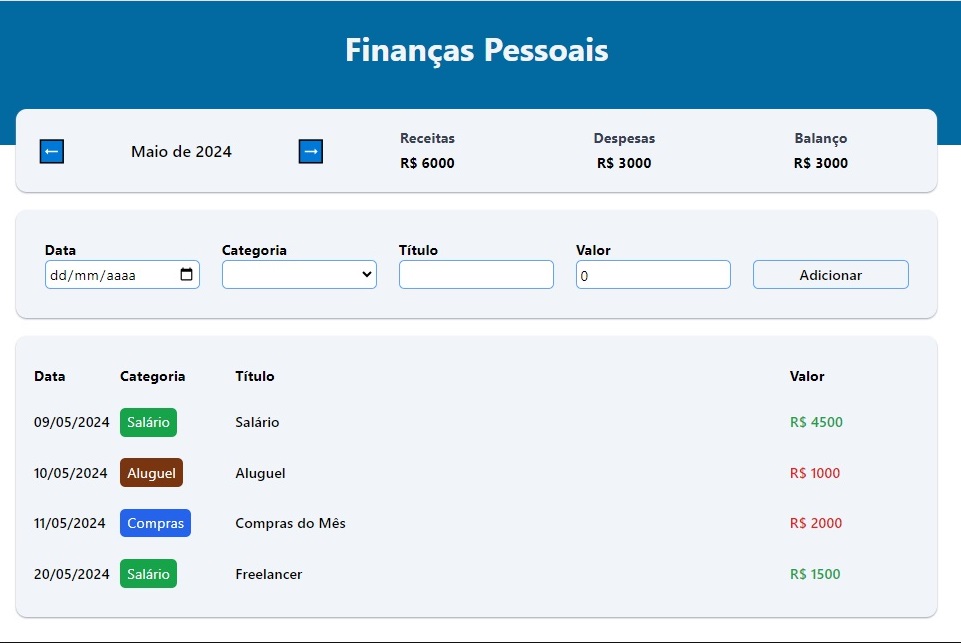 Finanças Pessoais
← Maio de 2024 →
Receitas Despesas Balanço
R$ 6000 R$ 3000 R$ 3000
Data Categoria Título Valor
dd/mm/aaaa 0 Adicionar
Data Categoria Título Valor
09/05/2024 Salário Salário R$ 4500
10/05/2024 Aluguel Aluguel R$ 1000
11/05/2024 Compras Compras do Mês R$ 2000
20/05/2024 Salário Freelancer R$ 1500